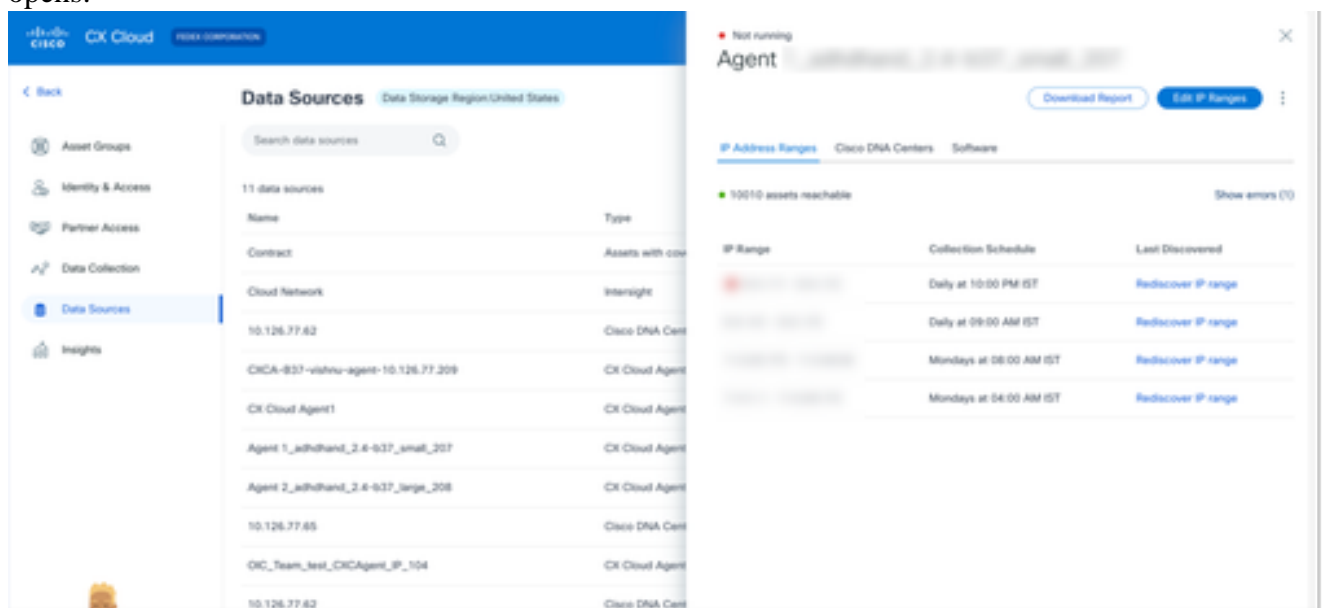 opens.
cisco CX Cloud FEDEX CORPORATION
< Back
Asset Groups
Identity & Access
Partner Access
Data Collection
Data Sources
Insights
Data Sources Data Storage Region:United States
Search data sources
11 data sources
Name Type
Contract Assets with cov
Cloud Network Intersight
10.126.77.62 Cisco DNA Cent
CXCA-B37-vishnu-agent-10.126.77.209 CX Cloud Agent
CX Cloud Agent1 CX Cloud Agent
Agent 1_adhdhand_2.4-b37_small_207 CX Cloud Agent
Agent 2_adhdhand_2.4-b37_large_208 CX Cloud Agent
10.126.77.65 Cisco DNA Cent
OIC_Team_test_CXCAgent_IP_104 CX Cloud Agent
10.126.77.62 Cisco DNA Cent
Not running
Agent
Download Report Edit IP Ranges
IP Address Ranges Cisco DNA Centers Software
10010 assets reachable Show errors (1)
IP Range Collection Schedule Last Discovered
Daily at 10:00 PM IST Rediscover IP range
Daily at 09:00 AM IST Rediscover IP range
Mondays at 08:00 AM IST Rediscover IP range
Mondays at 04:00 AM IST Rediscover IP range